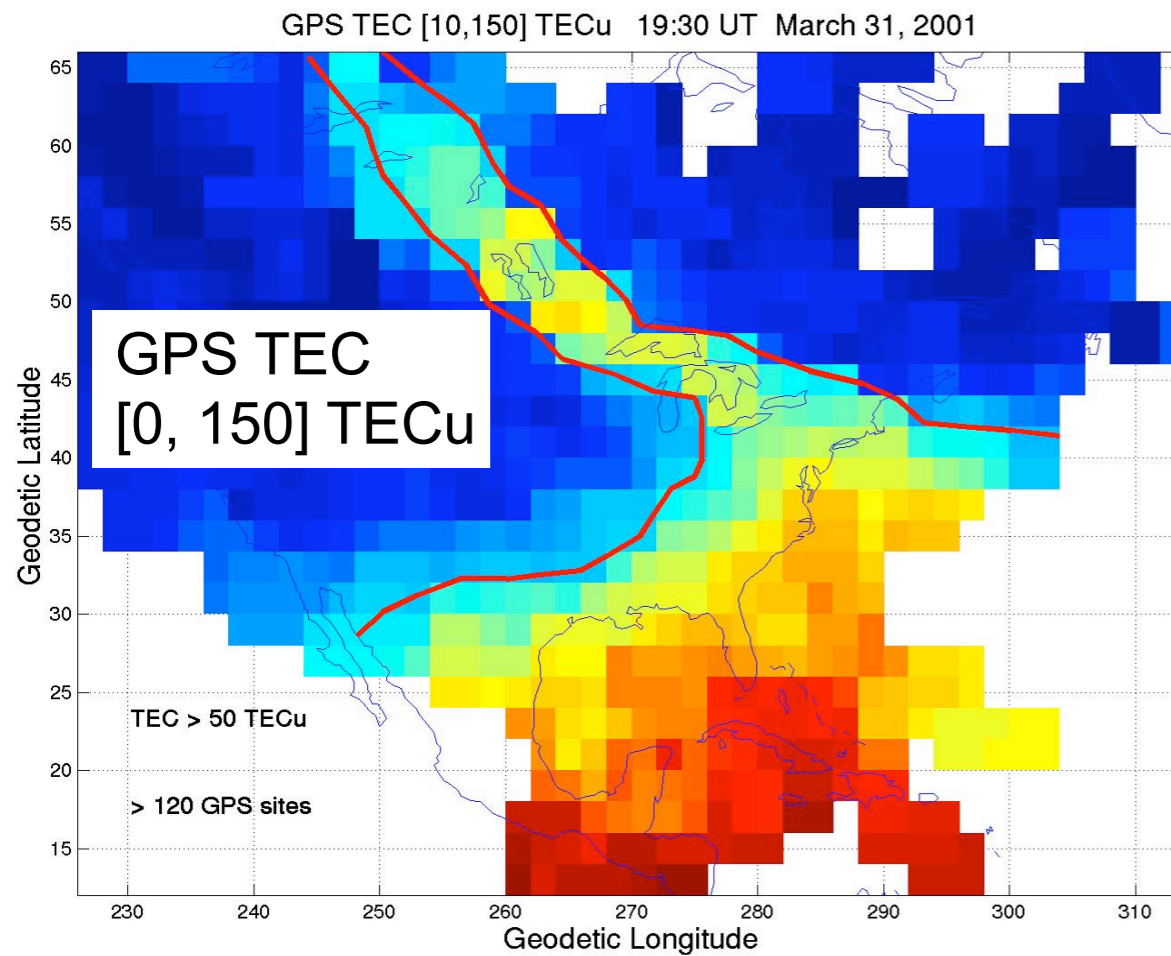 GPS TEC [10,150] TECu   19:30 UT  March 31, 2001
65
60
55
50
45
40
35
30
25
20
15
Geodetic Latitude
GPS TEC
[0, 150] TECu
TEC > 50 TECu
> 120 GPS sites
230 240 250 260 270 280 290 300 310
Geodetic Longitude